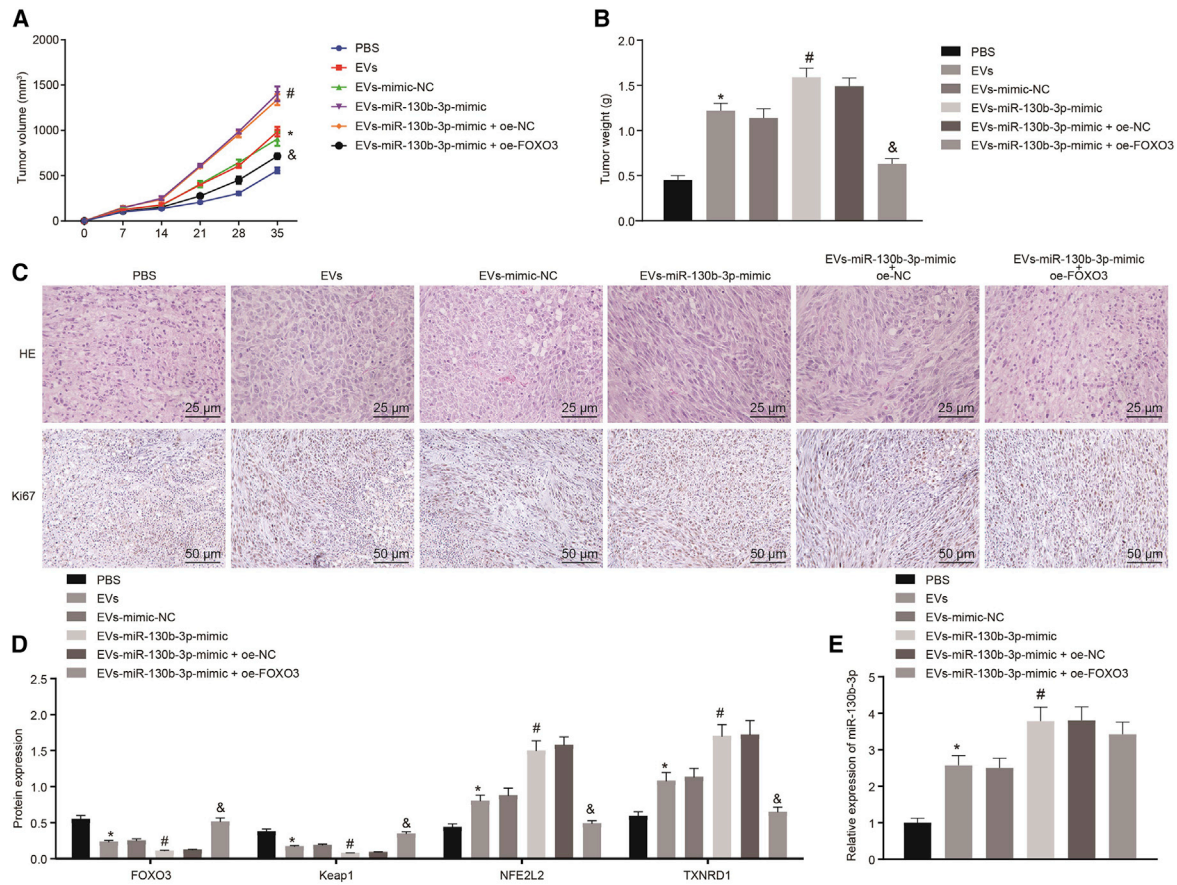 A
Tumor volume (mm³)
2000
1500
1000
500
0
0 7 14 21 28 35
#
*
&
PBS
EVs
EVs-mimic-NC
EVs-miR-130b-3p-mimic
EVs-miR-130b-3p-mimic + oe-NC
EVs-miR-130b-3p-mimic + oe-FOXO3
B
Tumor weight (g)
2.0
1.5
1.0
0.5
0.0
* # &
PBS
EVs
EVs-mimic-NC
EVs-miR-130b-3p-mimic
EVs-miR-130b-3p-mimic + oe-NC
EVs-miR-130b-3p-mimic + oe-FOXO3
C
PBS
EVs
EVs-mimic-NC
EVs-miR-130b-3p-mimic
EVs-miR-130b-3p-mimic
+
oe-NC
EVs-miR-130b-3p-mimic
+
oe-FOXO3
HE
25 µm
25 µm
25 µm
25 µm
25 µm
25 µm
Ki67
50 µm
50 µm
50 µm
50 µm
50 µm
50 µm
D
PBS
EVs
EVs-mimic-NC
EVs-miR-130b-3p-mimic
EVs-miR-130b-3p-mimic + oe-NC
EVs-miR-130b-3p-mimic + oe-FOXO3
Protein expression
2.5
2.0
1.5
1.0
0.5
0.0
* # &
* # &
* # &
* # &
FOXO3 Keap1 NFE2L2 TXNRD1
E
PBS
EVs
EVs-mimic-NC
EVs-miR-130b-3p-mimic
EVs-miR-130b-3p-mimic + oe-NC
EVs-miR-130b-3p-mimic + oe-FOXO3
Relative expression of miR-130b-3p
5
4
3
2
1
0
* #